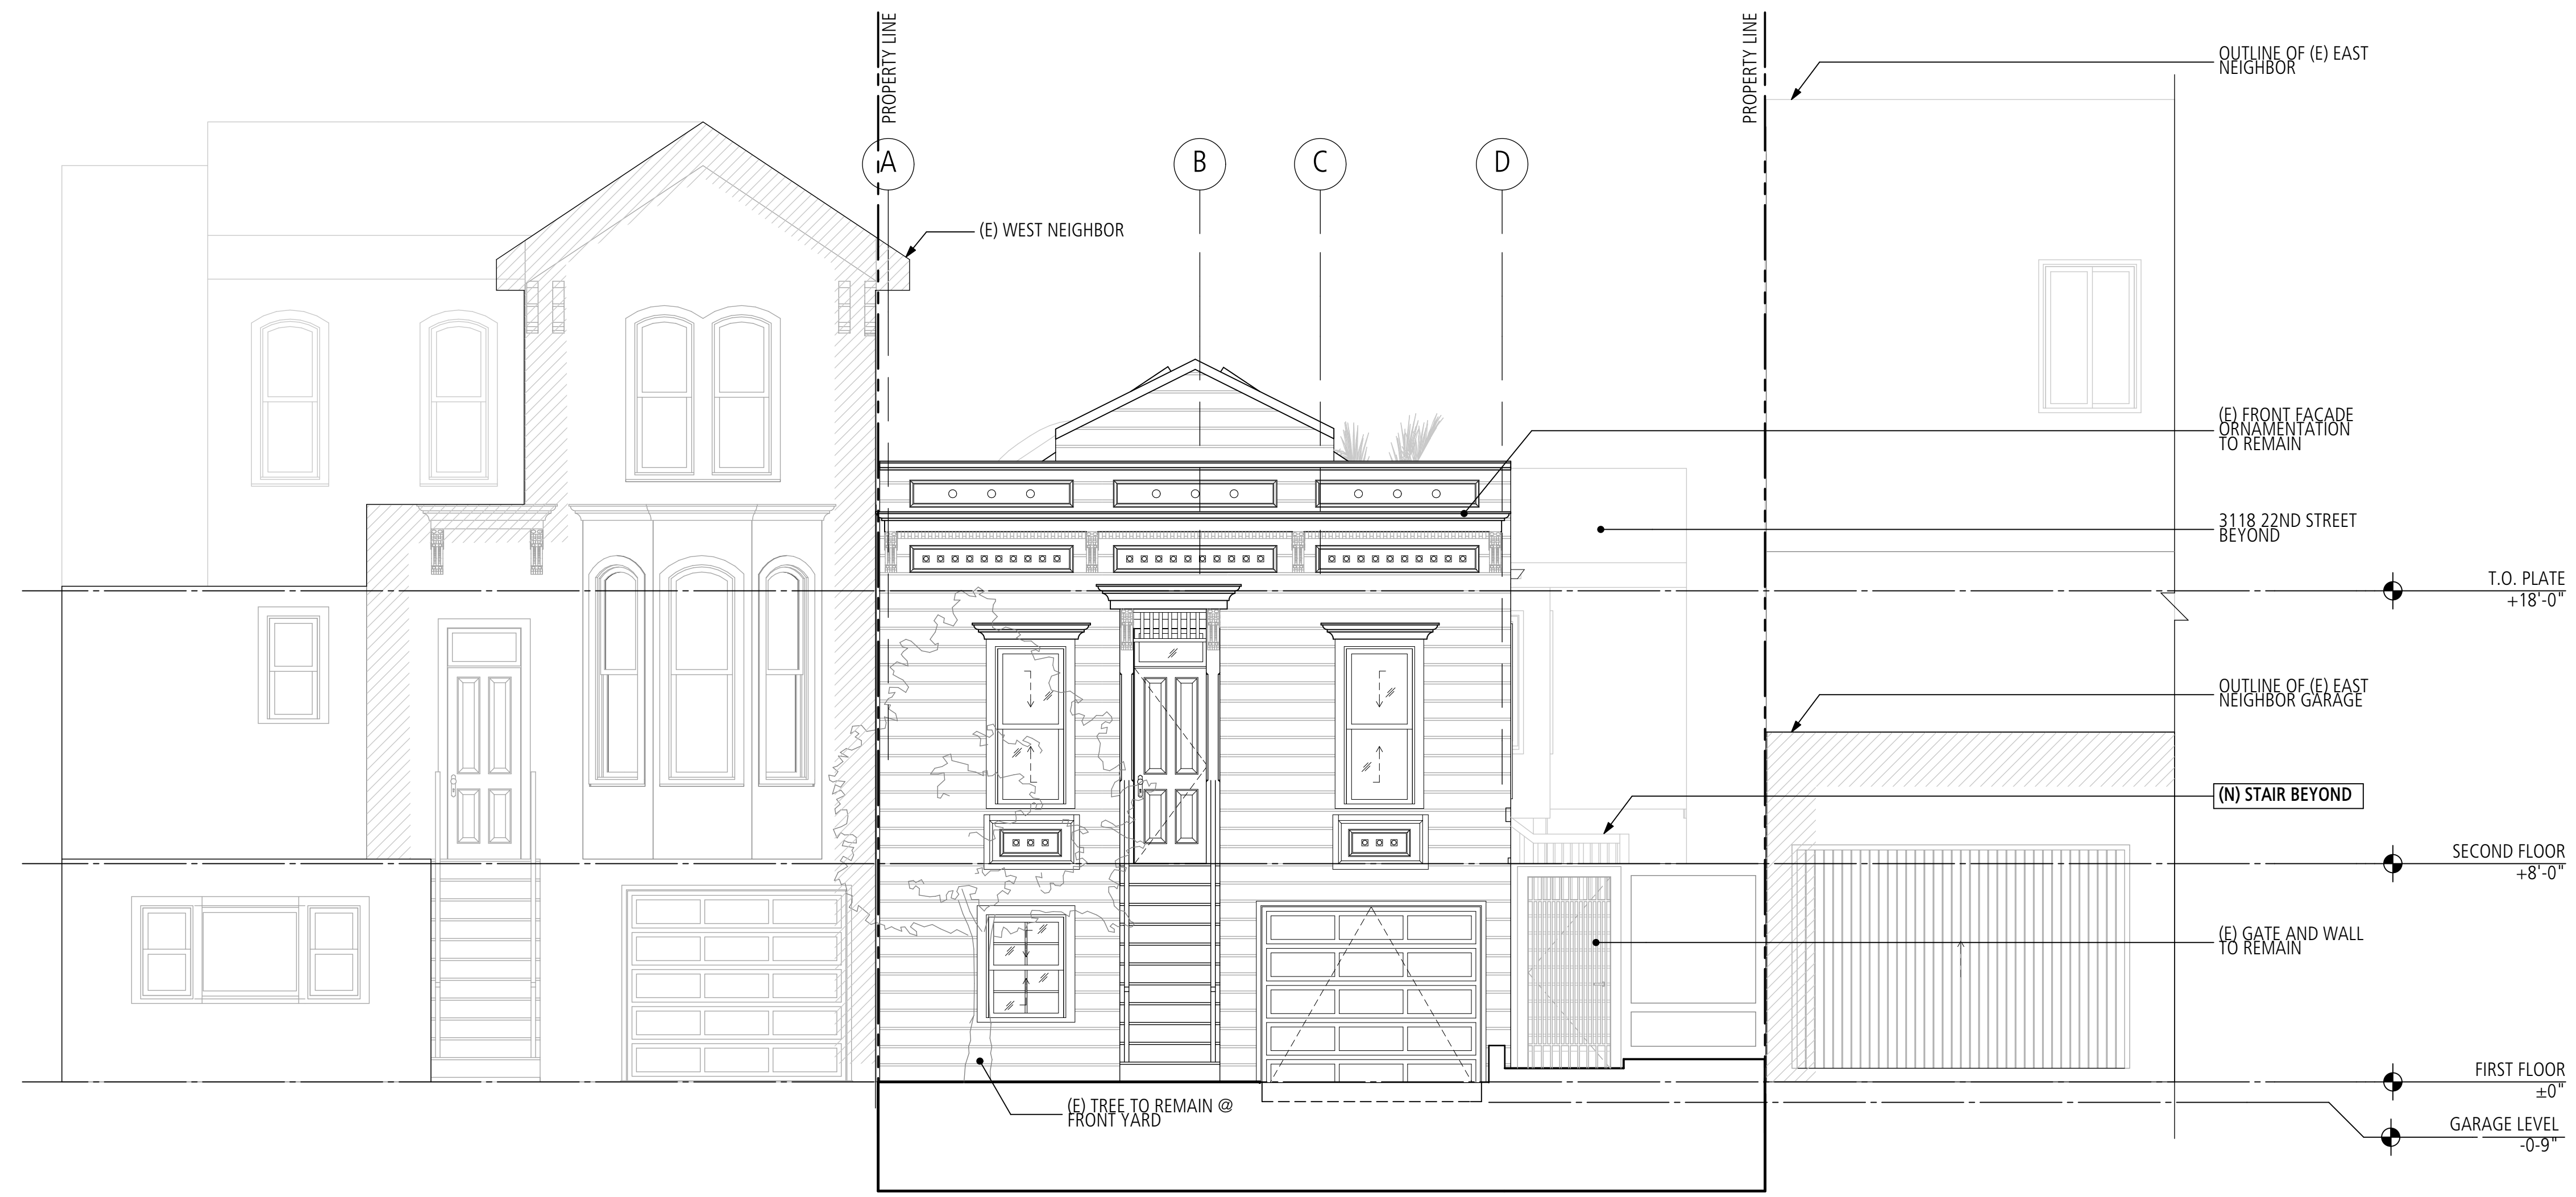 PROPERTY LINE
PROPERTY LINE
OUTLINE OF (E) EAST
NEIGHBOR
A
B
C
D
(E) WEST NEIGHBOR
(E) FRONT FACADE
ORNAMENTATION
TO REMAIN
3118 22ND STREET
BEYOND
T.O. PLATE
+18'-0"
OUTLINE OF (E) EAST
NEIGHBOR GARAGE
(N) STAIR BEYOND
SECOND FLOOR
+8'-0"
(E) GATE AND WALL
TO REMAIN
FIRST FLOOR
±0"
(E) TREE TO REMAIN @
FRONT YARD
GARAGE LEVEL
-0-9"